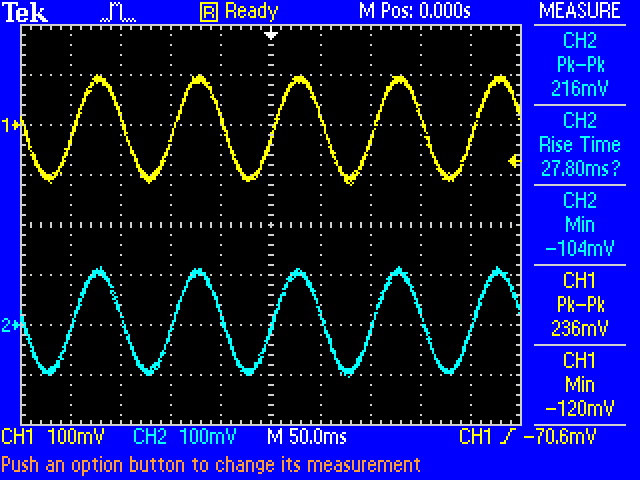 Tek R Ready M Pos: 0.000s MEASURE
CH2
Pk-Pk
216mV
CH2
Rise Time
27.80ms?
CH2
Min
-104mV
CH1
Pk-Pk
236mV
CH1
Min
-120mV
1
2
CH1 100mV CH2 100mV M 50.0ms CH1 -70.6mV
Push an option button to change its measurement